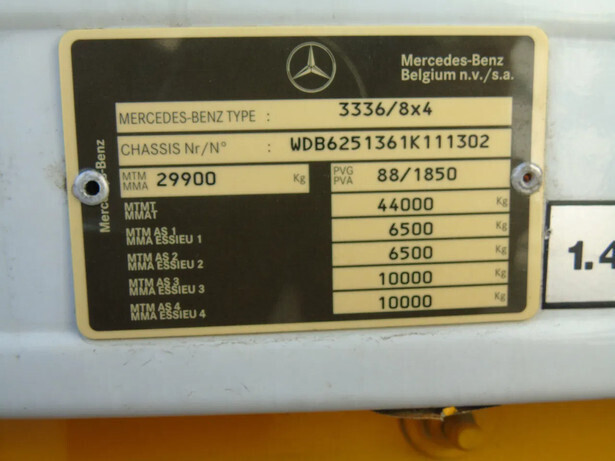 Mercedes-Benz
Belgium n.v./s.a.
MERCEDES-BENZ TYPE : 3336/8x4
CHASSIS Nr/N° : WDB6251361K111302
MTM
MMA 29900 Kg
PVG
PVA 88/1850
MTMT
MMAT 44000 Kg
MTM AS 1
MMA ESSIEU 1 6500 Kg
MTM AS 2
MMA ESSIEU 2 6500 Kg
MTM AS 3
MMA ESSIEU 3 10000 Kg
MTM AS 4
MMA ESSIEU 4 10000 Kg
Mercedes-Benz
1.4